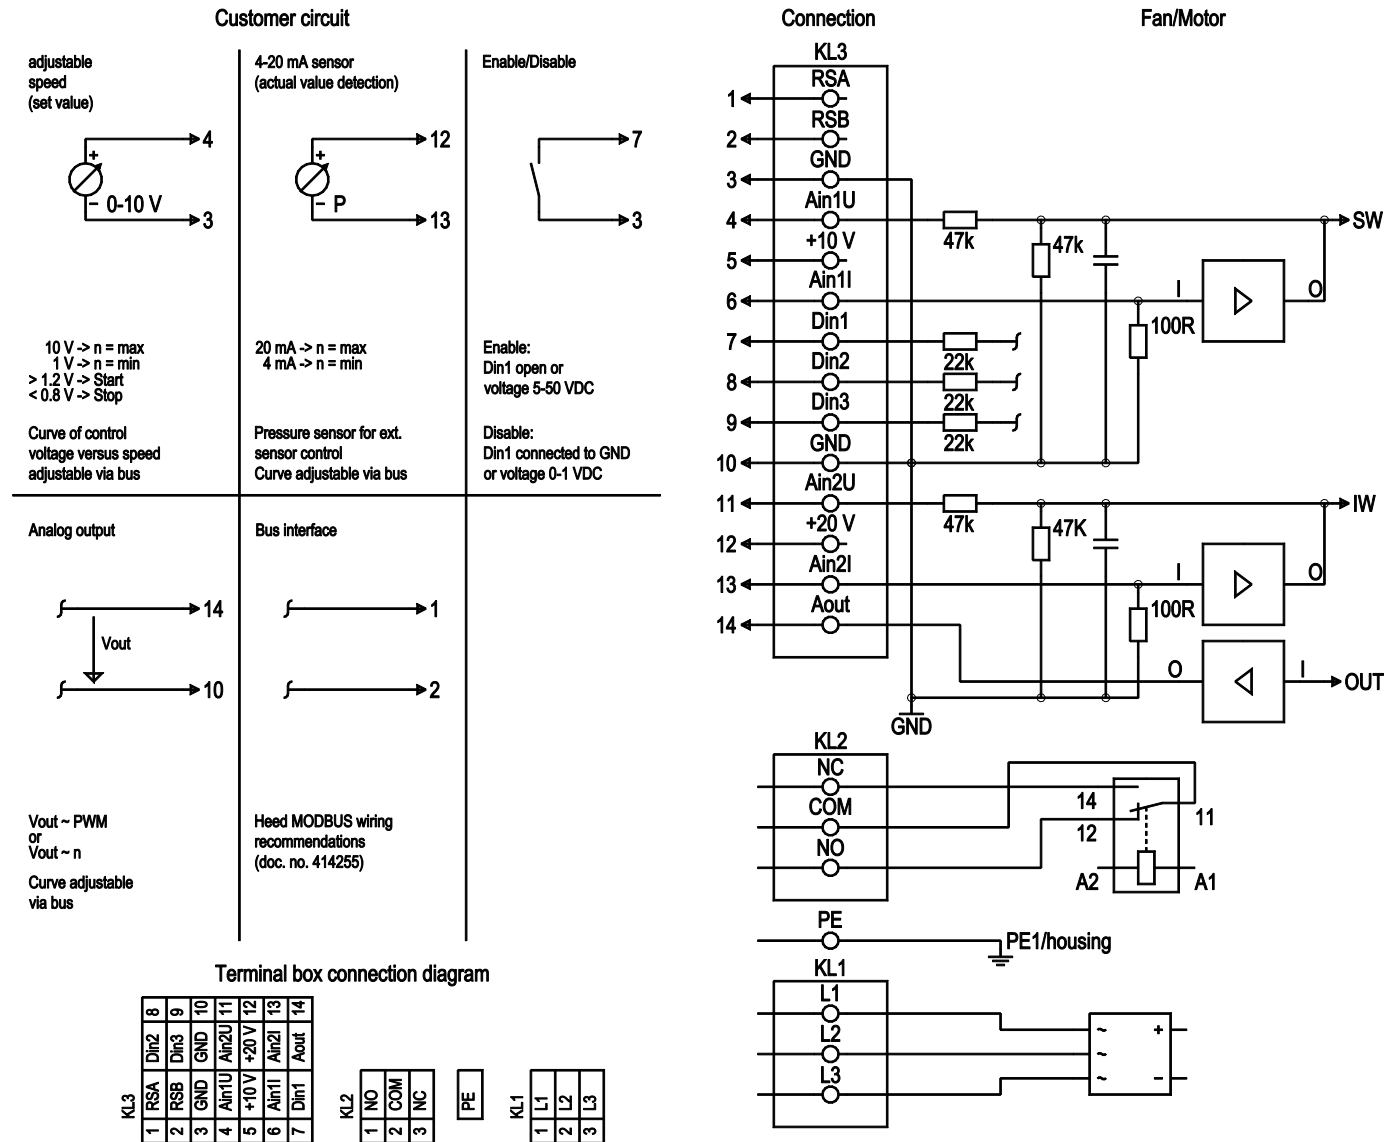 Customer circuit
Connection
Fan/Motor
adjustable
speed
(set value)
+
4
- 0-10 V
3
10 V -> n = max
1 V -> n = min
> 1.2 V -> Start
< 0.8 V -> Stop
Curve of control
voltage versus speed
adjustable via bus
4-20 mA sensor
(actual value detection)
+
12
- P
13
20 mA -> n = max
4 mA -> n = min
Pressure sensor for ext.
sensor control
Curve adjustable via bus
Enable/Disable
7
3
Enable:
Din1 open or
voltage 5-50 VDC
Disable:
Din1 connected to GND
or voltage 0-1 VDC
Analog output
14
Vout
10
Vout ~ PWM
or
Vout ~ n
Curve adjustable
via bus
Bus interface
1
2
Heed MODBUS wiring
recommendations
(doc. no. 414255)
KL3
RSA
1
RSB
2
GND
3
Ain1U
4
47k
47k
SW
+10 V
5
Ain1I
6
I
O
100R
Din1
7
22k
Din2
8
22k
Din3
9
22k
GND
10
Ain2U
11
47k
47K
IW
+20 V
12
Ain2I
13
I
O
100R
Aout
14
O
I
OUT
GND
KL2
NC
14
COM
11
12
NO
A2
A1
PE
PE1/housing
KL1
L1
~ +
L2
~
L3
~ -
Terminal box connection diagram
KL3
1 RSA Din2 8
2 RSB Din3 9
3 GND GND 10
4 Ain1U Ain2U 11
5 +10 V +20 V 12
6 Ain1I Ain2I 13
7 Din1 Aout 14
KL2
1 NO
2 COM
3 NC
PE
KL1
1 L1
2 L2
3 L3